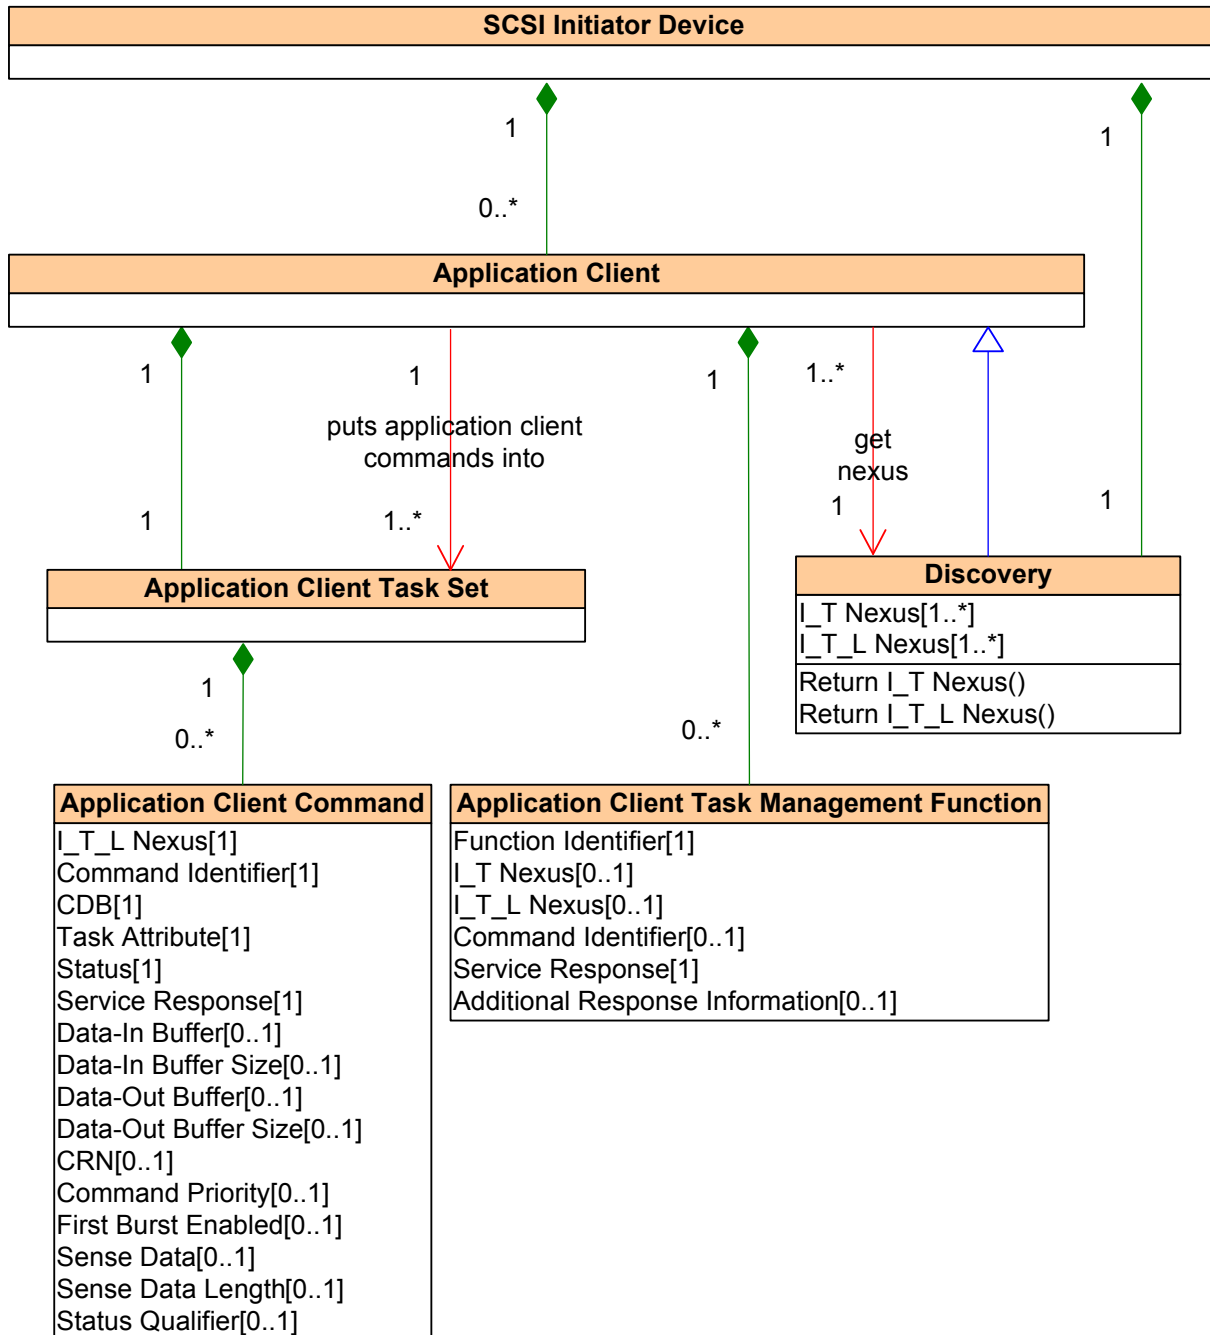 SCSI Initiator Device
1
1
0..*
Application Client
1
1
1
1..*
puts application client
commands into
get
nexus
1
1..*
1
1
Application Client Task Set
Discovery
I_T Nexus[1..*]
I_T_L Nexus[1..*]
Return I_T Nexus()
Return I_T_L Nexus()
1
0..*
0..*
Application Client Command
I_T_L Nexus[1]
Command Identifier[1]
CDB[1]
Task Attribute[1]
Status[1]
Service Response[1]
Data-In Buffer[0..1]
Data-In Buffer Size[0..1]
Data-Out Buffer[0..1]
Data-Out Buffer Size[0..1]
CRN[0..1]
Command Priority[0..1]
First Burst Enabled[0..1]
Sense Data[0..1]
Sense Data Length[0..1]
Status Qualifier[0..1]
Application Client Task Management Function
Function Identifier[1]
I_T Nexus[0..1]
I_T_L Nexus[0..1]
Command Identifier[0..1]
Service Response[1]
Additional Response Information[0..1]